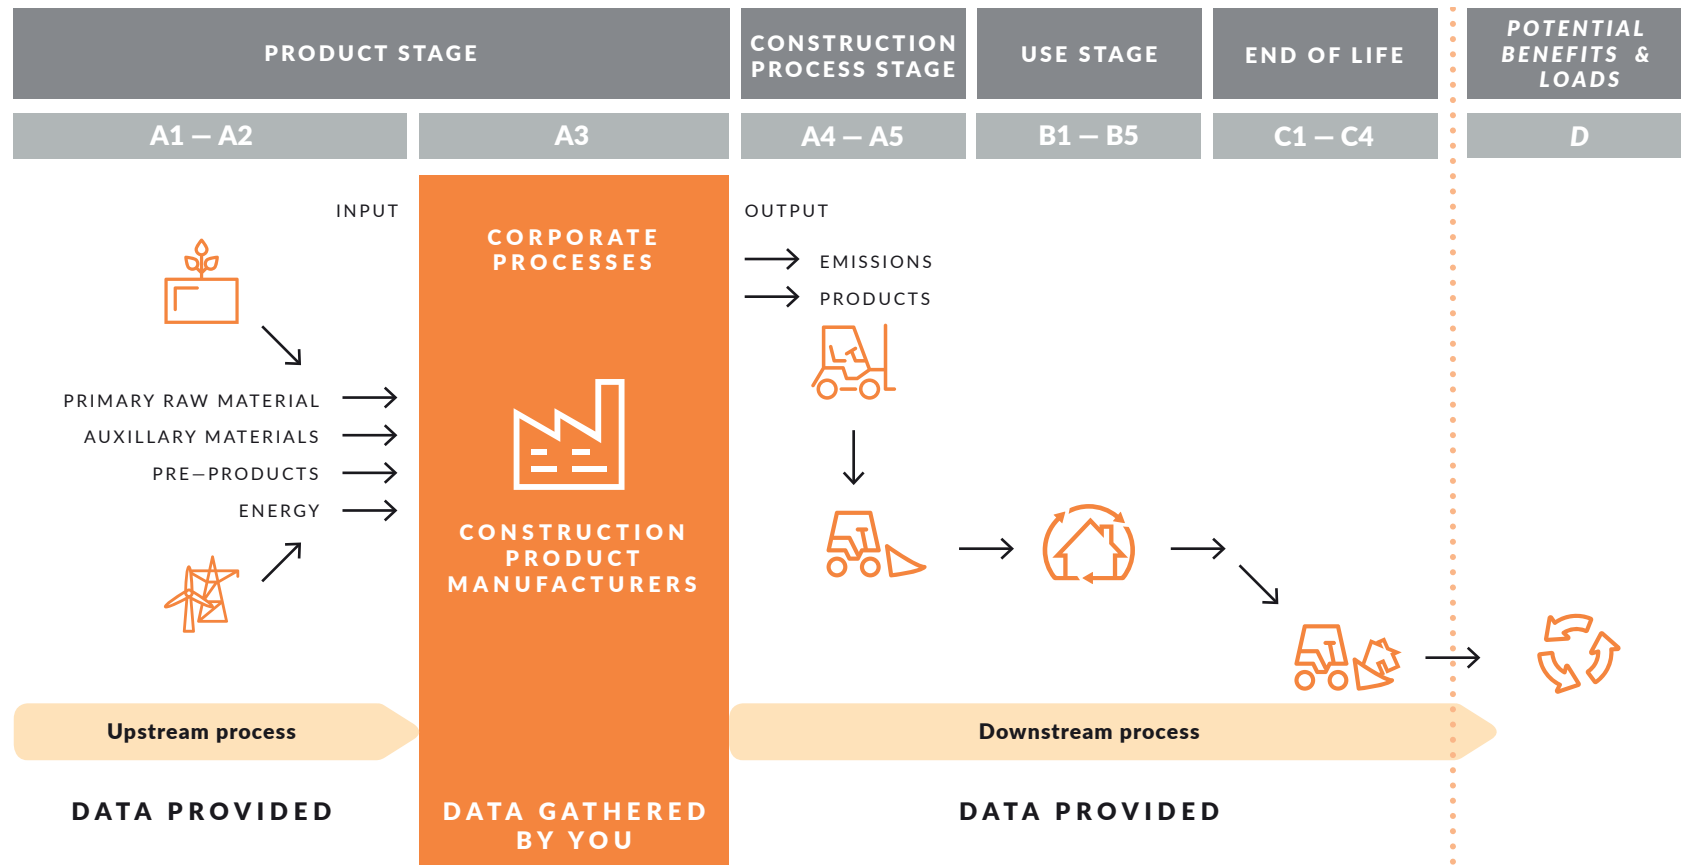 PRODUCT STAGE
CONSTRUCTION
PROCESS STAGE
USE STAGE
END OF LIFE
POTENTIAL
BENEFITS &
LOADS
A1 — A2
A3
A4 — A5
B1 — B5
C1 — C4
D
INPUT
PRIMARY RAW MATERIAL
AUXILLARY MATERIALS
PRE—PRODUCTS
ENERGY
CORPORATE
PROCESSES
CONSTRUCTION
PRODUCT
MANUFACTURERS
OUTPUT
EMISSIONS
PRODUCTS
Upstream process
Downstream process
DATA PROVIDED
DATA GATHERED
BY YOU
DATA PROVIDED